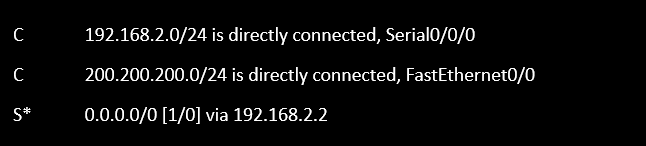 C 192.168.2.0/24 is directly connected, Serial0/0/0
C 200.200.200.0/24 is directly connected, FastEthernet0/0
S* 0.0.0.0/0 [1/0] via 192.168.2.2